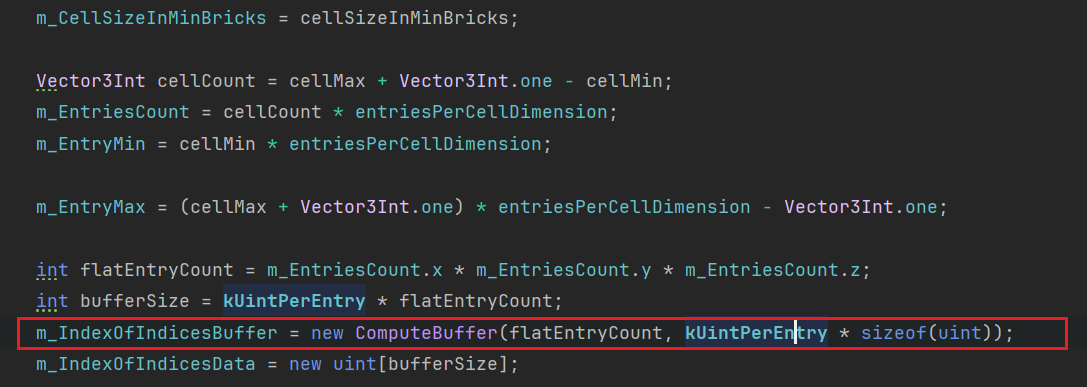 m_CellSizeInMinBricks = cellSizeInMinBricks;
Vector3Int cellCount = cellMax + Vector3Int.one - cellMin;
m_EntriesCount = cellCount * entriesPerCellDimension;
m_EntryMin = cellMin * entriesPerCellDimension;
m_EntryMax = (cellMax + Vector3Int.one) * entriesPerCellDimension - Vector3Int.one;
int flatEntryCount = m_EntriesCount.x * m_EntriesCount.y * m_EntriesCount.z;
int bufferSize = kUintPerEntry * flatEntryCount;
m_IndexOfIndicesBuffer = new ComputeBuffer(flatEntryCount, kUintPerEntry * sizeof(uint));
m_IndexOfIndicesData = new uint[bufferSize];